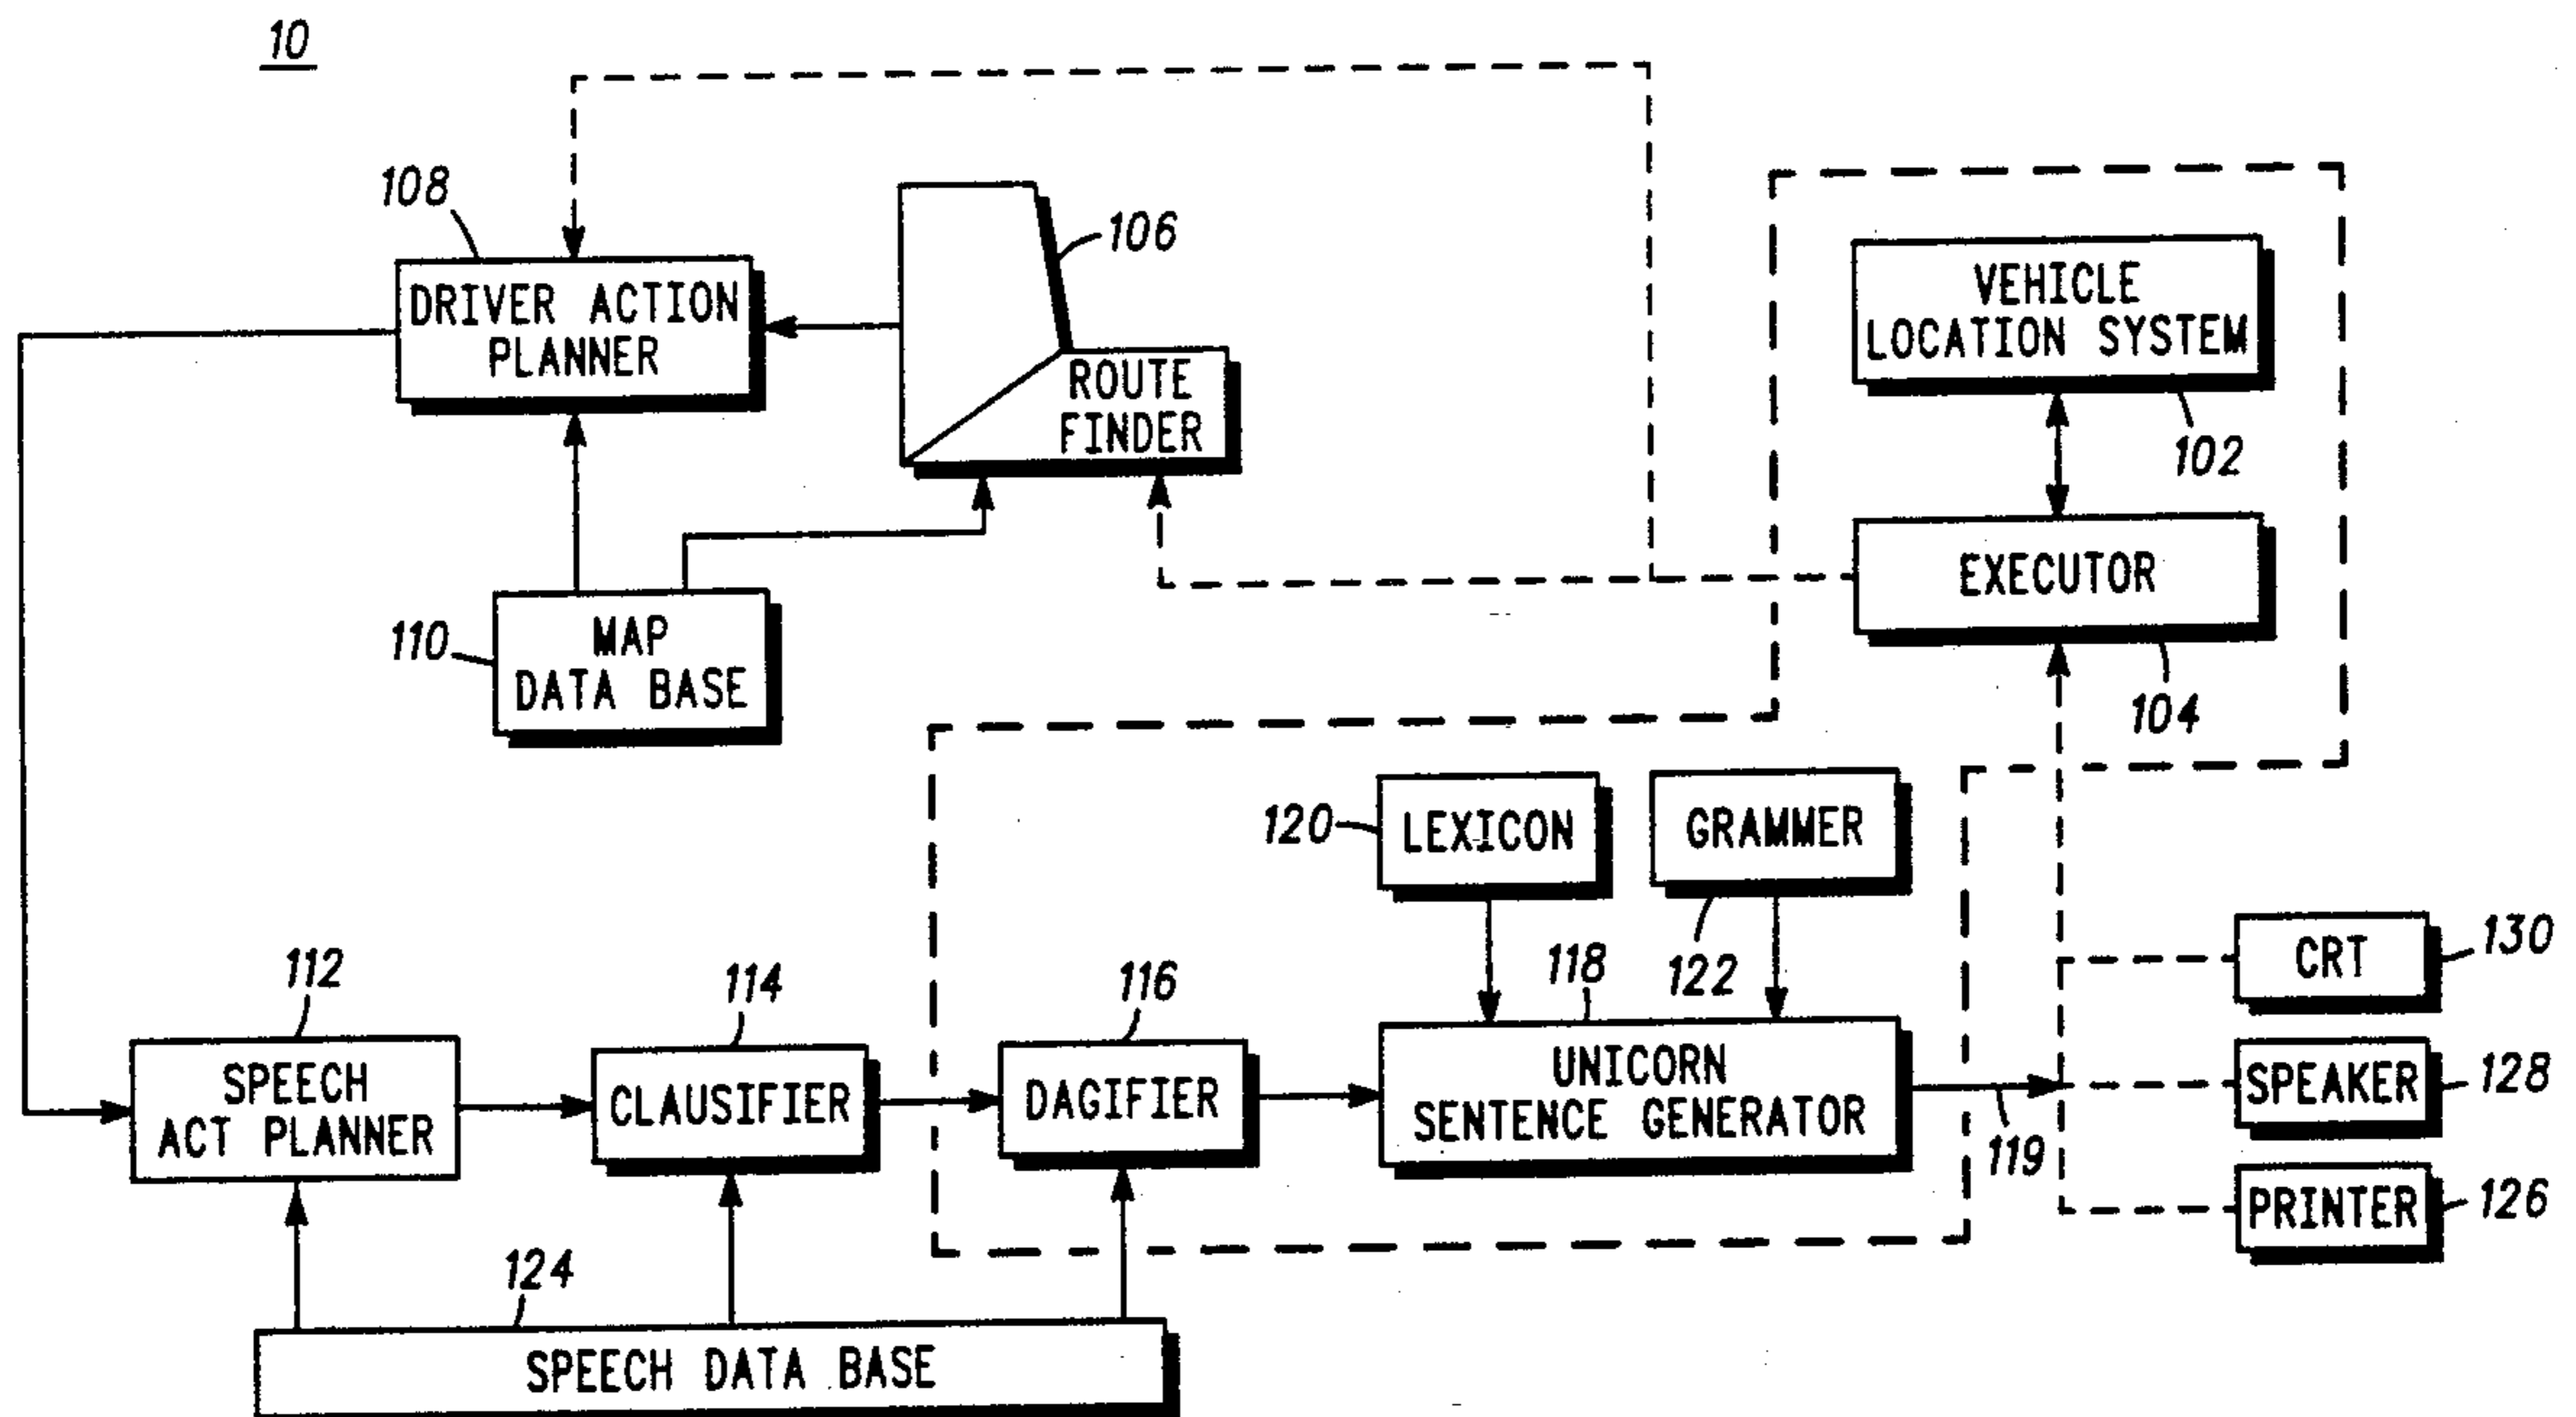 10
108
DRIVER ACTION
PLANNER
106
ROUTE
FINDER
VEHICLE
LOCATION SYSTEM
102
EXECUTOR
104
110
MAP
DATA BASE
120
LEXICON
GRAMMER
122
112
SPEECH
ACT PLANNER
114
CLAUSIFIER
116
DAGIFIER
118
UNICORN
SENTENCE GENERATOR
119
CRT
130
SPEAKER
128
PRINTER
126
124
SPEECH DATA BASE